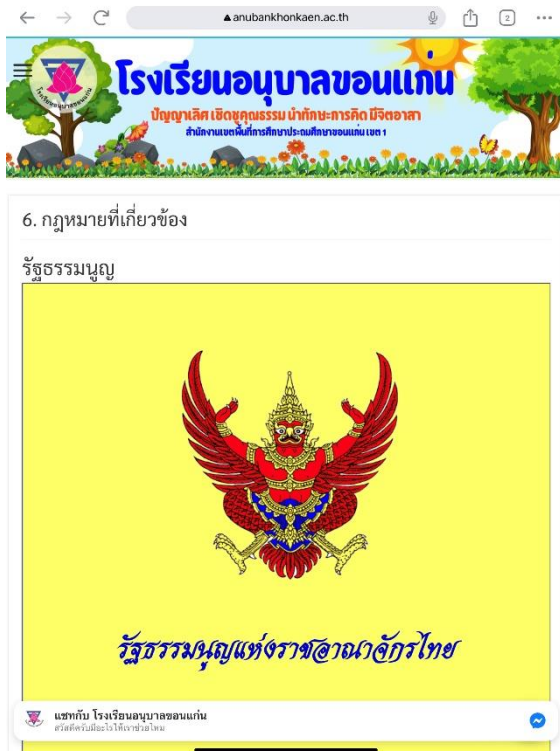 anubankhonkaen.ac.th
2
โรงเรียนอนุบาลขอนแก่น
ปัญญาเลิศ เชิดชูคุณธรรม นำทักษะการคิด มีจิตอาสา
สำนักงานเขตพื้นที่การศึกษาประถมศึกษาขอนแก่น เขต 1
6. กฎหมายที่เกี่ยวข้อง
รัฐธรรมนูญ
รัฐธรรมนูญแห่งราชอาณาจักรไทย
แชทกับ โรงเรียนอนุบาลขอนแก่น
สวัสดีครับมีอะไรให้เราช่วยไหม